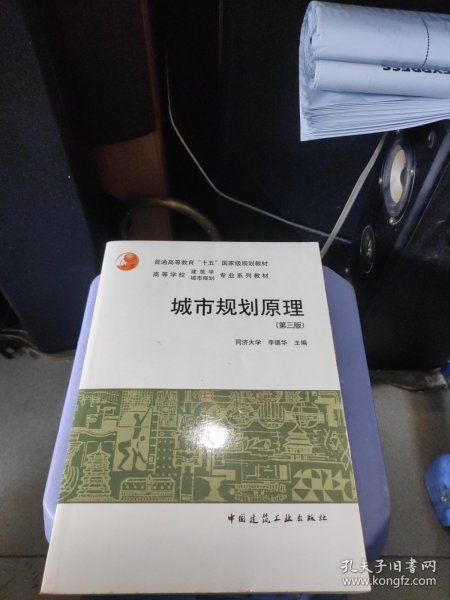 EXPRESS
普通高等教育“十五”国家级规划教材
高等学校 建筑学 城市规划 专业系列教材
城市规划原理
(第三版)
同济大学 李德华 主编
中国建筑工业出版社
孔夫子旧书网
www.kongfz.com